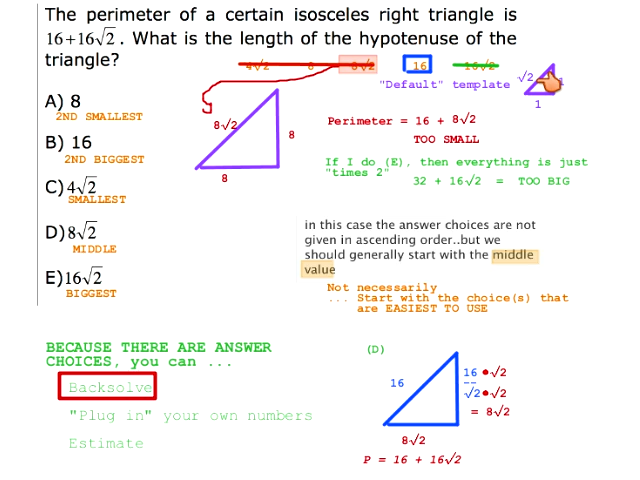 The perimeter of a certain isosceles right triangle is
16+16√2. What is the length of the hypotenuse of the
triangle?
4√2 8 8√2 16 16√2
"Default" template
√2 1
1
A) 8
2ND SMALLEST
B) 16
2ND BIGGEST
C) 4√2
SMALLEST
D) 8√2
MIDDLE
E) 16√2
BIGGEST
8√2
8
8
Perimeter = 16 + 8√2
TOO SMALL
If I do (E), then everything is just
"times 2"
32 + 16√2 = TOO BIG
in this case the answer choices are not
given in ascending order..but we
should generally start with the middle
value
Not necessarily
... Start with the choice(s) that
are EASIEST TO USE
BECAUSE THERE ARE ANSWER
CHOICES, you can ...
Backsolve
"Plug in" your own numbers
Estimate
(D)
16
16 •√2
--
√2 •√2
= 8√2
8√2
P = 16 + 16√2